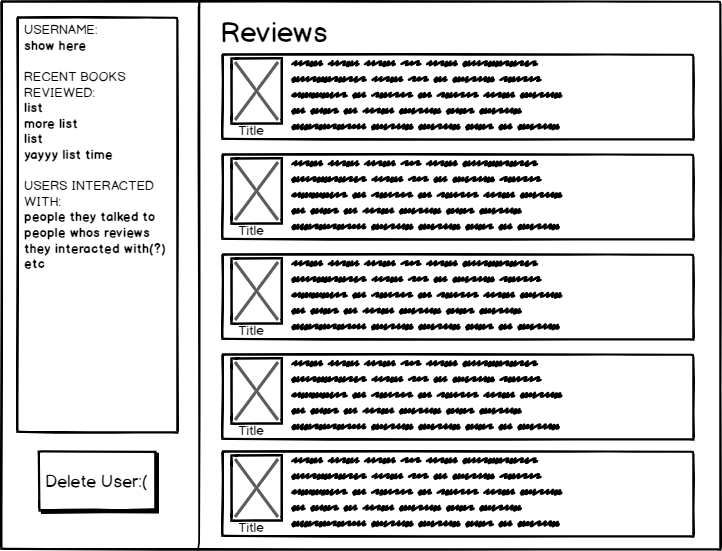 USERNAME:
show here
RECENT BOOKS
REVIEWED:
list
more list
list
yayyy list time
USERS INTERACTED
WITH:
people they talked to
people whos reviews
they interacted with(?)
etc
Delete User:(
Reviews
Title
Title
Title
Title
Title